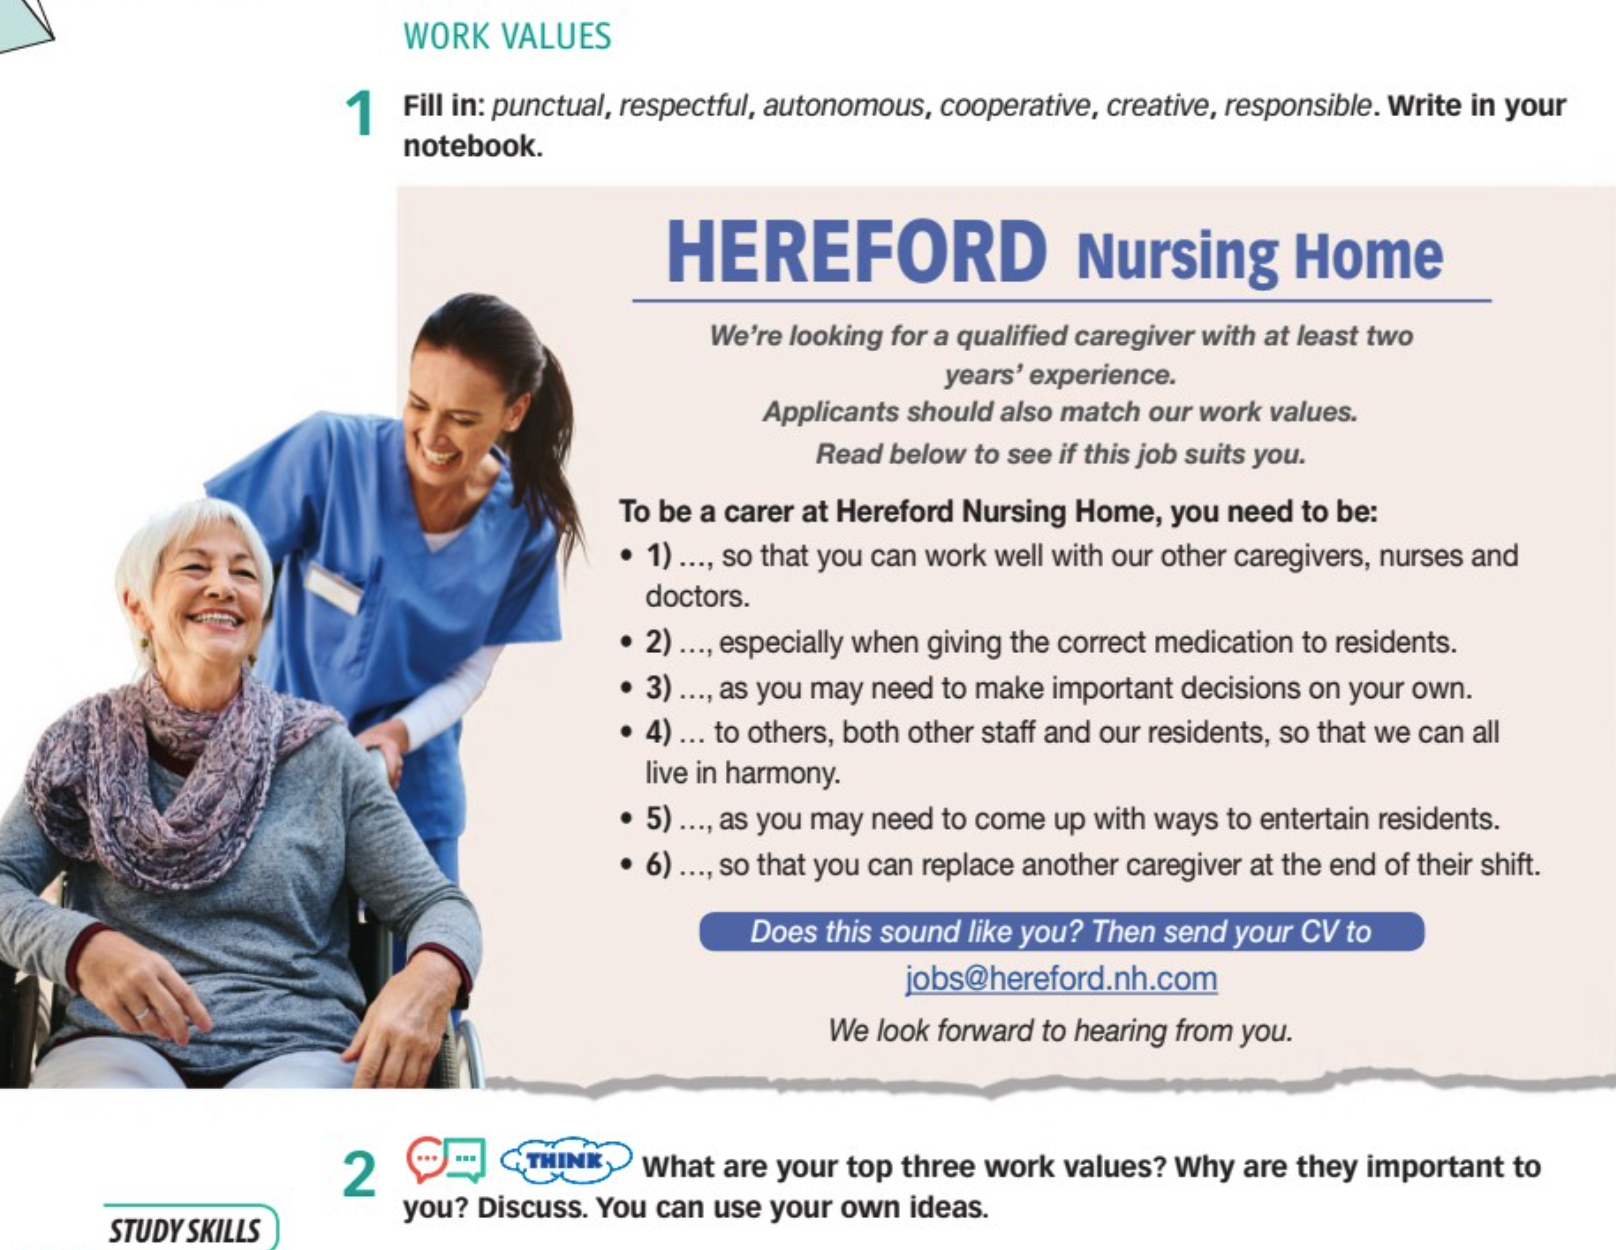 WORK VALUES
1 Fill in: punctual, respectful, autonomous, cooperative, creative, responsible. Write in your
notebook.
HEREFORD Nursing Home
We're looking for a qualified caregiver with at least two
years' experience.
Applicants should also match our work values.
Read below to see if this job suits you.
To be a carer at Hereford Nursing Home, you need to be:
• 1) ..., so that you can work well with our other caregivers, nurses and
doctors.
• 2) ..., especially when giving the correct medication to residents.
• 3) ..., as you may need to make important decisions on your own.
• 4) ... to others, both other staff and our residents, so that we can all
live in harmony.
• 5) ..., as you may need to come up with ways to entertain residents.
• 6) ..., so that you can replace another caregiver at the end of their shift.
Does this sound like you? Then send your CV to
jobs@hereford.nh.com
We look forward to hearing from you.
2 THINK What are your top three work values? Why are they important to
you? Discuss. You can use your own ideas.
STUDY SKILLS